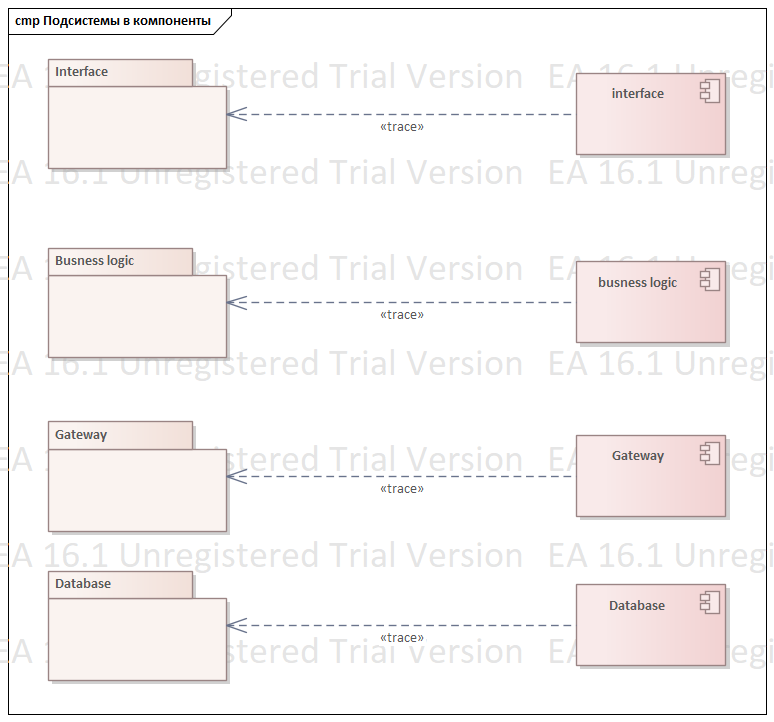 cmp Подсистемы в компоненты
EA 16.1 Unregistered Trial Version EA 16.1 Unregi
Interface
interface
«trace»
EA 16.1 Unregistered Trial Version EA 16.1 Unregi
Busness logic
busness logic
EA 16.1 Unregistered Trial Version EA 16.1 Unregi
«trace»
EA 16.1 Unregistered Trial Version EA 16.1 Unregi
Gateway
Gateway
EA 16.1 Unregistered Trial Version EA 16.1 Unregi
«trace»
EA 16.1 Unregistered Trial Version EA 16.1 Unregi
Database
Database
«trace»
EA 16.1 Unregistered Trial Version EA 16.1 Unregi